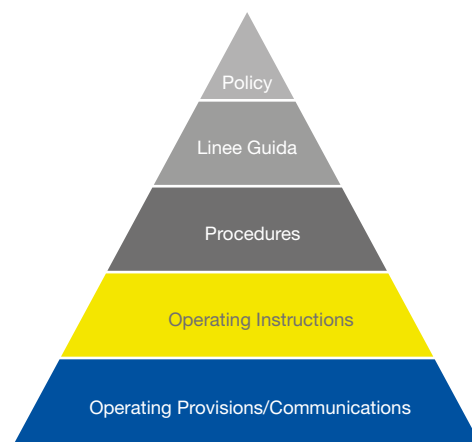 Policy
Linee Guida
Procedures
Operating Instructions
Operating Provisions/Communications